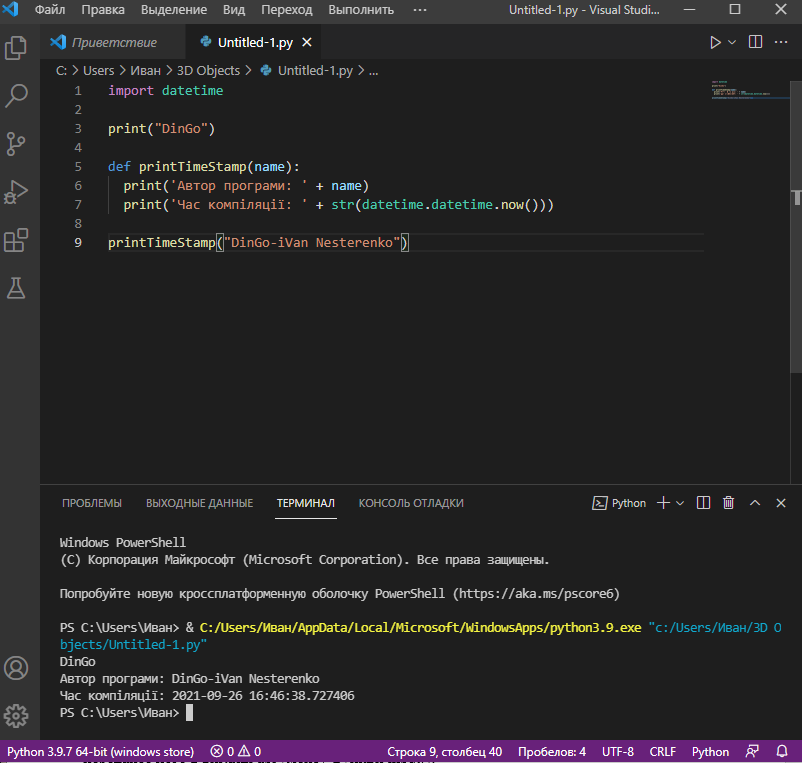 Файл Правка Выделение Вид Переход Выполнить ··· Untitled-1.py - Visual Studi...
Приветствие Untitled-1.py
C: > Users > Иван > 3D Objects > Untitled-1.py > ...
1 import datetime
2
3 print("DinGo")
4
5 def printTimeStamp(name):
6 print('Автор програми: ' + name)
7 print('Час компіляції: ' + str(datetime.datetime.now()))
8
9 printTimeStamp("DinGo-iVan Nesterenko")
ПРОБЛЕМЫ ВЫХОДНЫЕ ДАННЫЕ ТЕРМИНАЛ КОНСОЛЬ ОТЛАДКИ Python
Windows PowerShell
(C) Корпорация Майкрософт (Microsoft Corporation). Все права защищены.
Попробуйте новую кроссплатформенную оболочку PowerShell (https://aka.ms/pscore6)
PS C:\Users\Иван> & C:/Users/Иван/AppData/Local/Microsoft/WindowsApps/python3.9.exe "c:/Users/Иван/3D O
bjects/Untitled-1.py"
DinGo
Автор програми: DinGo-iVan Nesterenko
Час компіляції: 2021-09-26 16:46:38.727406
PS C:\Users\Иван>
Python 3.9.7 64-bit (windows store) 0 0 Строка 9, столбец 40 Пробелов: 4 UTF-8 CRLF Python